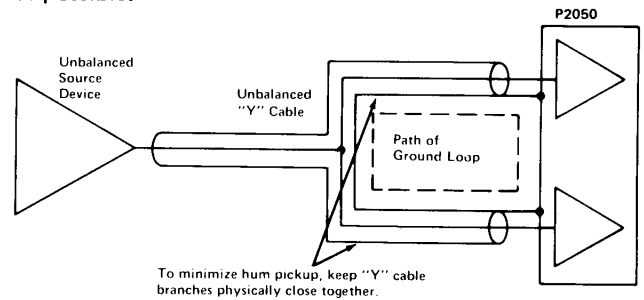 P2050
Unbalanced
Source
Device
Unbalanced
"Y" Cable
Path of
Ground Loop
To minimize hum pickup, keep "Y" cable
branches physically close together.